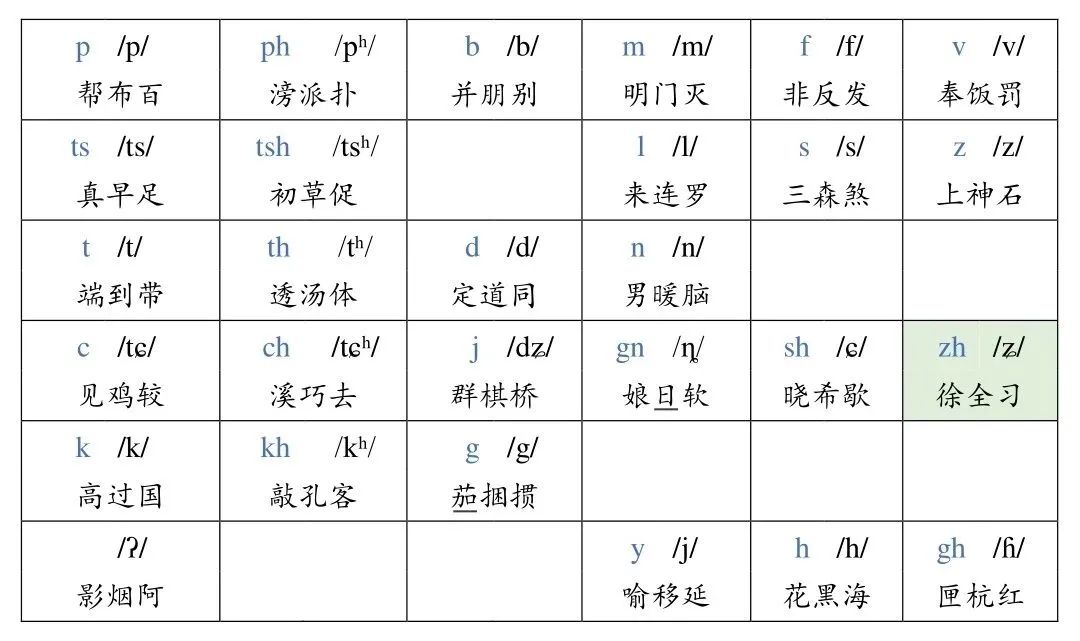 p /p/ ph /pʰ/ b /b/ m /m/ f /f/ v /v/
帮布百 滂派扑 并朋别 明门灭 非反发 奉饭罚
ts /ts/ tsh /tsʰ/ l /l/ s /s/ z /z/
真早足 初草促 来连罗 三森煞 上神石
t /t/ th /tʰ/ d /d/ n /n/
端到带 透汤体 定道同 男暖脑
c /tɕ/ ch /tɕʰ/ j /dʑ/ gn /ȵ/ sh /ɕ/ zh /ʑ/
见鸡较 溪巧去 群棋桥 娘日软 晓希歇 徐全习
k /k/ kh /kʰ/ g /g/
高过国 敲孔客 茄捆掼
/ʔ/ y /j/ h /h/ gh /ɦ/
影烟阿 喻移延 花黑海 匣杭红